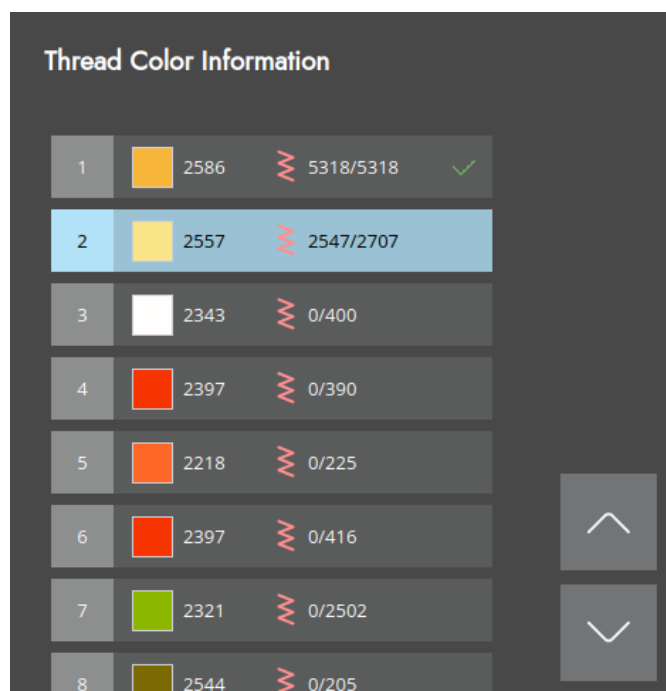 Thread Color Information
1 2586 5318/5318
2 2557 2547/2707
3 2343 0/400
4 2397 0/390
5 2218 0/225
6 2397 0/416
7 2321 0/2502
8 2544 0/205